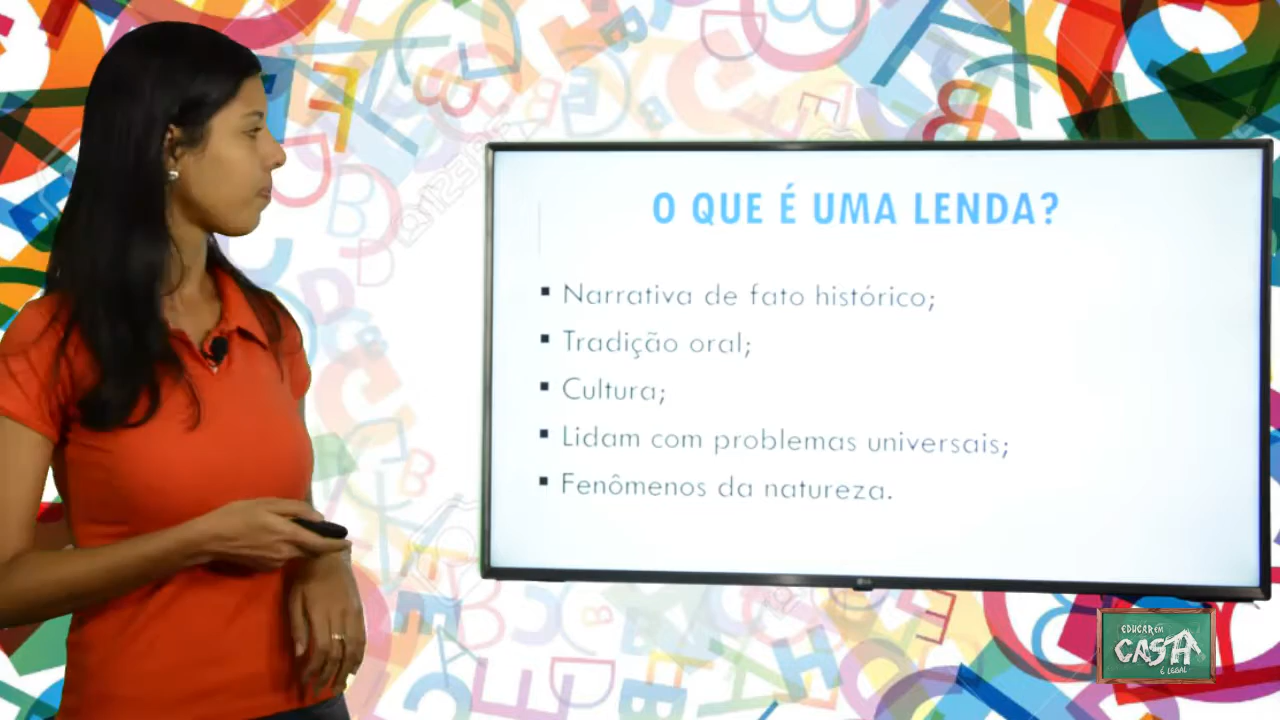 O QUE É UMA LENDA?
▪ Narrativa de fato histórico;
▪ Tradição oral;
▪ Cultura;
▪ Lidam com problemas universais;
▪ Fenômenos da natureza.
LG
EDUCAR EM
CASA
É LEGAL